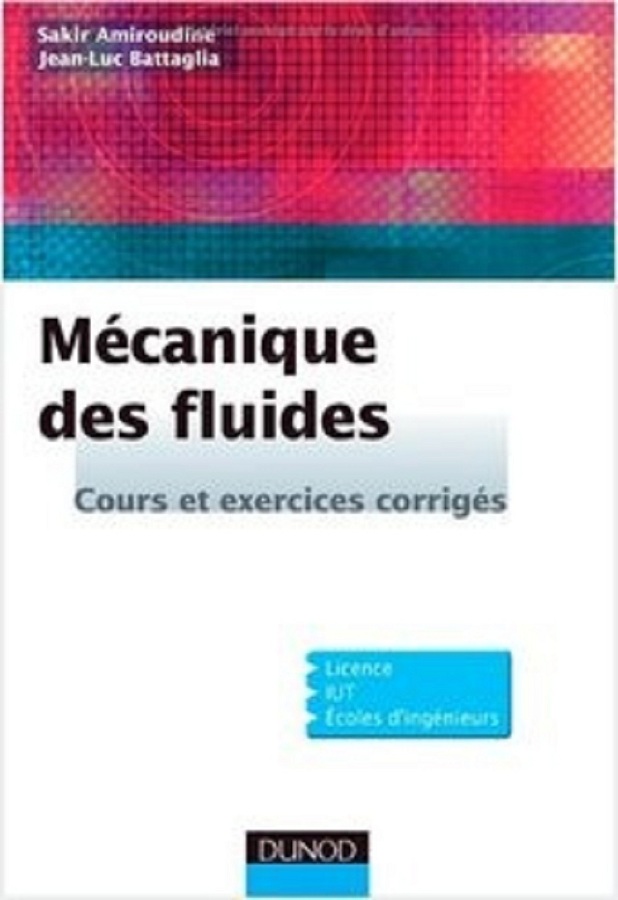 Sakir Amiroudine
Jean-Luc Battaglia
Mécanique
des fluides
Cours et exercices corrigés
Licence
IUT
Écoles d'ingénieurs
DUNOD